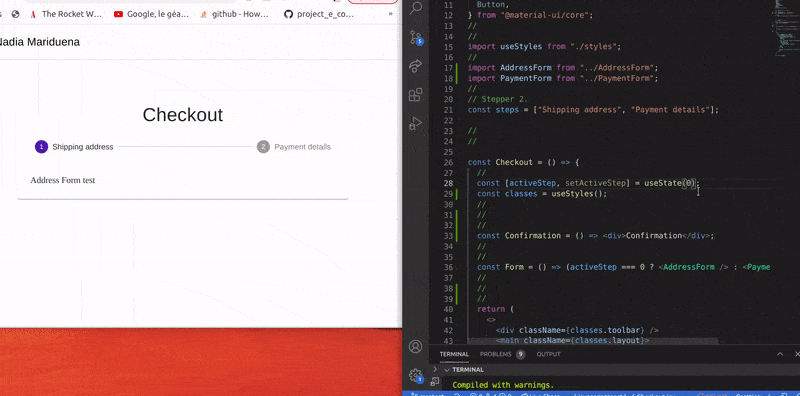 The Rocket W...
Google, le géa...
github - How...
project_e_co...
»
Nadia Mariduena
Checkout
1 Shipping address
2 Payment details
Address Form test
11 Button,
12 } from "@material-ui/core";
13 //
14 //
15 import useStyles from "./styles";
16 //
17 import AddressForm from "../AddressForm";
18 import PaymentForm from "../PaymentForm";
19 //
20 // Stepper 2.
21 const steps = ["Shipping address", "Payment details"];
22
23 //
24 //
25
26 const Checkout = () => {
27 //
28 const [activeStep, setActiveStep] = useState(0);
29 const classes = useStyles();
30 //
31 //
32 //
33 const Confirmation = () => <div>Confirmation</div>;
34 //
35 //
36 const Form = () => (activeStep === 0 ? <AddressForm /> : <Payme
37 //
38 //
39 //
40 return (
41 <>
42 <div className={classes.toolbar} />
43 <main className={classes.layout}>
TERMINAL
PROBLEMS 9
OUTPUT
TERMINAL
Compiled with warnings.